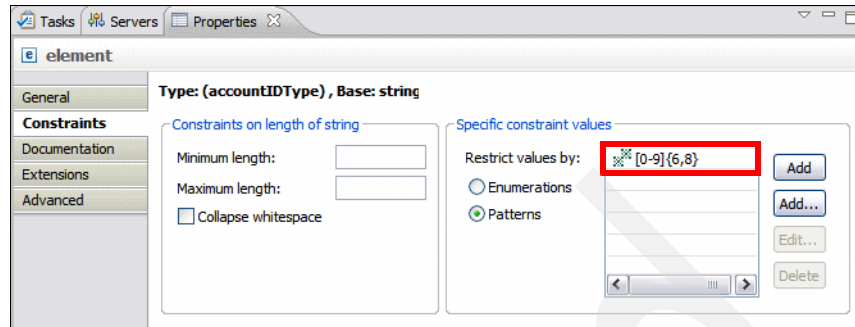 Tasks Servers Properties
e element
General
Constraints
Documentation
Extensions
Advanced
Type: (accountIDType) , Base: string
Constraints on length of string
Minimum length:
Maximum length:
Collapse whitespace
Specific constraint values
Restrict values by:
Enumerations
Patterns
[0-9]{6,8}
Add
Add...
Edit...
Delete